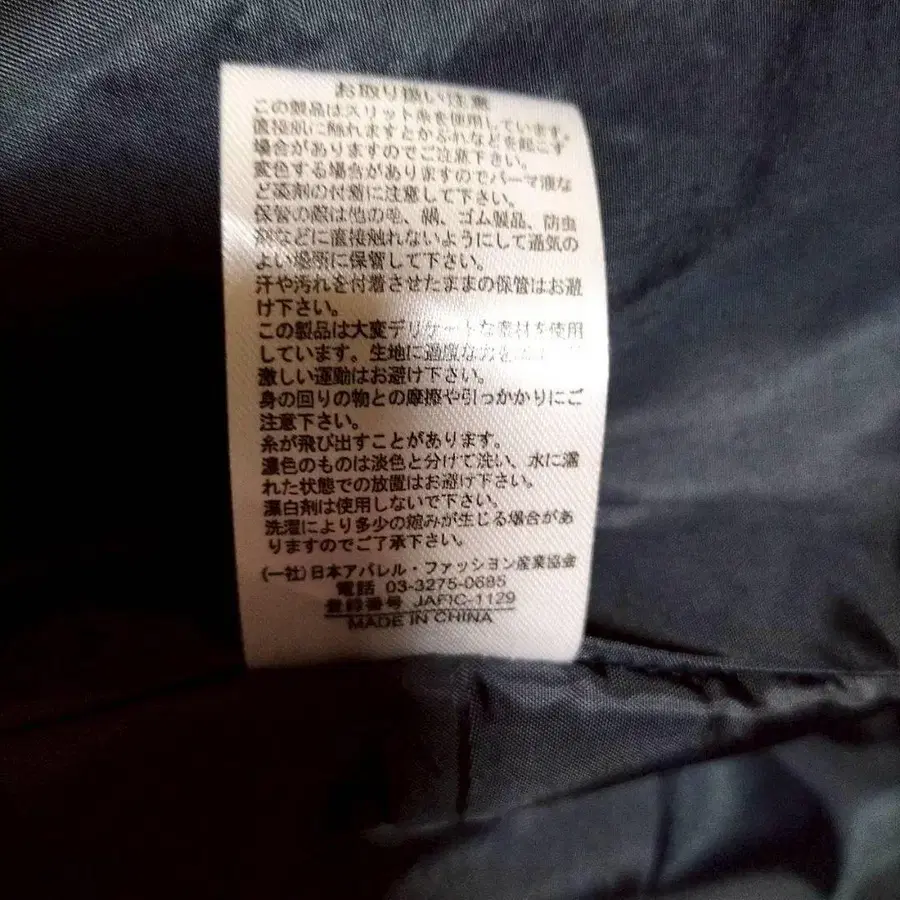 お取り扱い注意
この製品はスリット糸を使用しています。
直接肌に触れますとかぶれなどを起こす
場合がありますのでご注意下さい。
変色する場合がありますのでパーマ液な
ど薬剤の付着に注意して下さい。
保管の際は他の毛、絹、ゴム製品、防虫
剤などに直接触れないようにして通気の
よい場所に保管して下さい。
汗や汚れを付着させたままの保管はお避
け下さい。
この製品は大変デリケートな素材を使用
しています。生地に過度な力を
激しい運動はお避け下さい。
身の回りの物との摩擦や引っかかりにご
注意下さい。
糸が飛び出すことがあります。
濃色のものは淡色と分けて洗い、水に濡
れた状態での放置はお避け下さい。
漂白剤は使用しないで下さい。
洗濯により多少の縮みが生じる場合があ
りますのでご了承下さい。
(一社)日本アパレル・ファッション産業協会
電話 03-3275-0685
登録番号 JAFIC-1129
MADE IN CHINA